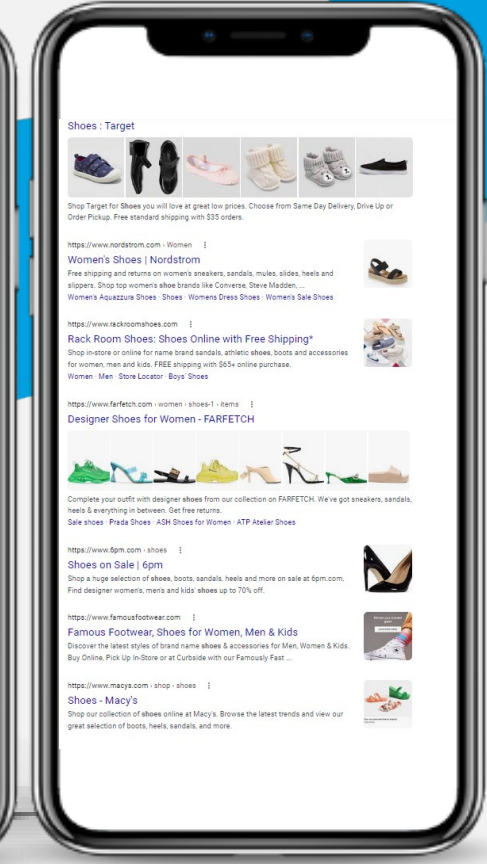 Shoes : Target
Shop Target for Shoes you will love at great low prices. Choose from Same Day Delivery, Drive Up or
Order Pickup. Free standard shipping with $35 orders.
https://www.nordstrom.com › Women
Women's Shoes | Nordstrom
Free shipping and returns on women's sneakers, sandals, mules, slides, heels and
slippers. Shop top women's shoe brands like Converse, Steve Madden, ...
Women's Aquazzura Shoes · Shoes · Womens Dress Shoes · Women's Sale Shoes
https://www.rackroomshoes.com
Rack Room Shoes: Shoes Online with Free Shipping*
Shop in-store or online for name brand sandals, athletic shoes, boots and accessories
for women, men and kids. FREE shipping with $65+ online purchase.
Women · Men · Store Locator · Boys' Shoes
https://www.farfetch.com › women › shoes-1 › items
Designer Shoes for Women - FARFETCH
Complete your outfit with designer shoes from our collection on FARFETCH. We've got sneakers, sandals,
heels & everything in between. Get free returns.
Sale shoes · Prada Shoes · ASH Shoes for Women · ATP Atelier Shoes
https://www.6pm.com › shoes
Shoes on Sale | 6pm
Shop a huge selection of shoes, boots, sandals, heels and more on sale at 6pm.com.
Find designer women's, men's and kids' shoes up to 70% off.
https://www.famousfootwear.com
Famous Footwear, Shoes for Women, Men & Kids
Discover the latest styles of brand name shoes & accessories for Men, Women & Kids.
Buy Online, Pick Up In-Store or at Curbside with our Famously Fast ...
https://www.macys.com › shop › shoes
Shoes - Macy's
Shop our collection of shoes online at Macy's. Browse the latest trends and view our
great selection of boots, heels, sandals, and more.